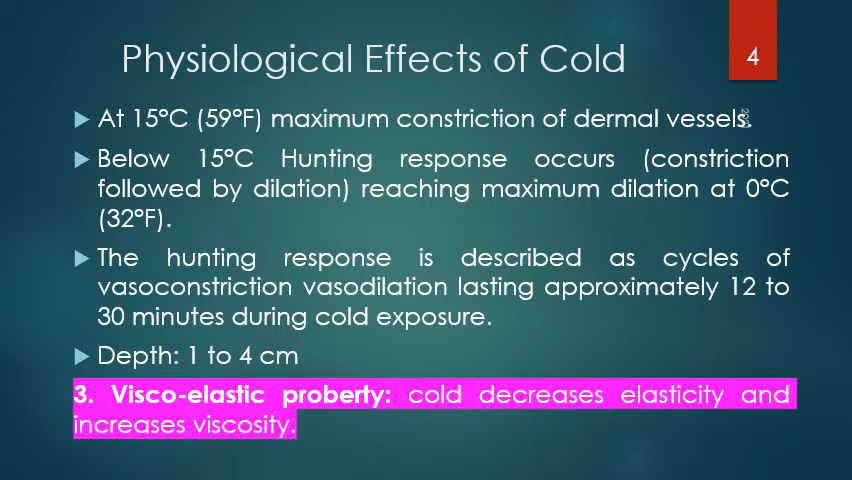 Physiological Effects of Cold
4
At 15°C (59°F) maximum constriction of dermal vessels.
Below 15°C Hunting response occurs (constriction
followed by dilation) reaching maximum dilation at 0°C
(32°F).
The hunting response is described as cycles of
vasoconstriction vasodilation lasting approximately 12 to
30 minutes during cold exposure.
Depth: 1 to 4 cm
3. Visco-elastic proberty: cold decreases elasticity and
increases viscosity.